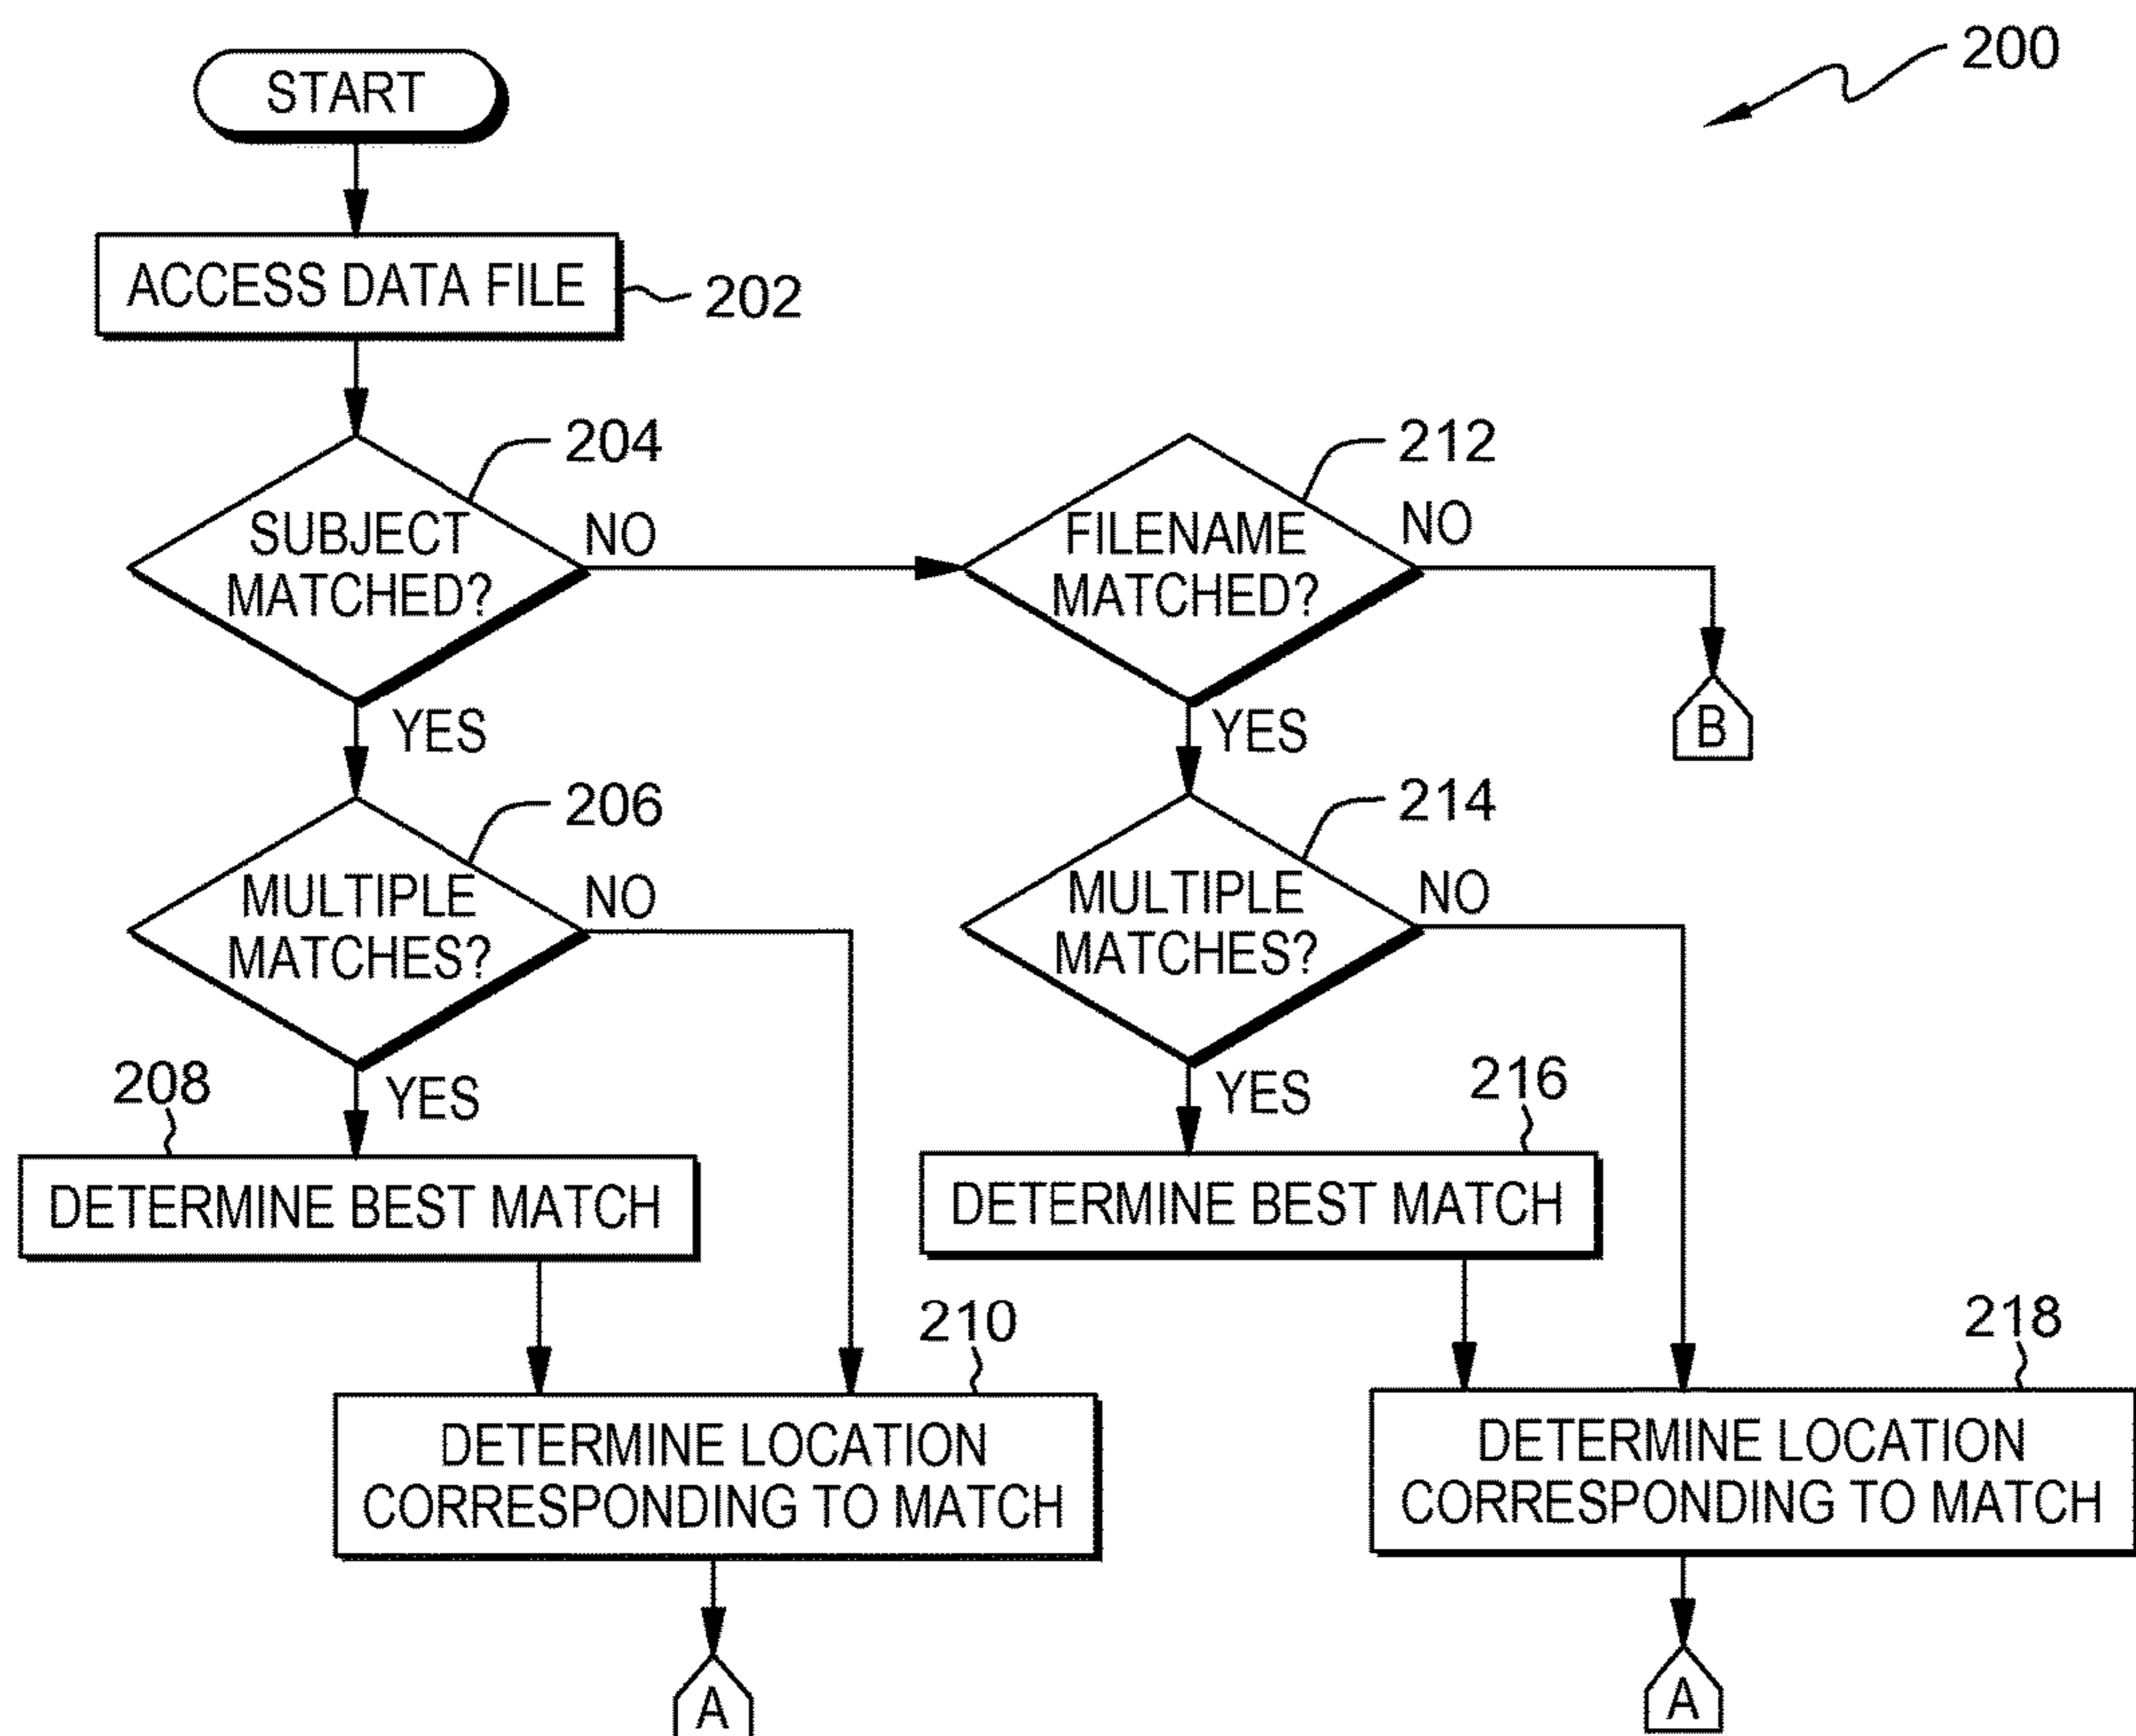 START
200
ACCESS DATA FILE
202
204
SUBJECT
MATCHED?
NO
YES
212
FILENAME
MATCHED?
NO
YES
B
206
MULTIPLE
MATCHES?
NO
YES
214
MULTIPLE
MATCHES?
NO
YES
208
DETERMINE BEST MATCH
216
DETERMINE BEST MATCH
210
DETERMINE LOCATION
CORRESPONDING TO MATCH
218
DETERMINE LOCATION
CORRESPONDING TO MATCH
A
A